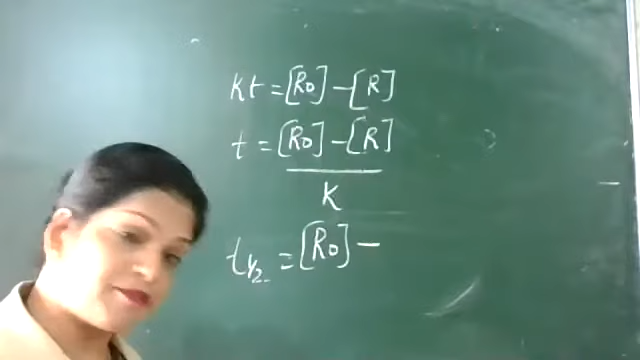 Kt = [R0] - [R]
t = [R0] - [R]
K
t1/2 = [R0] -